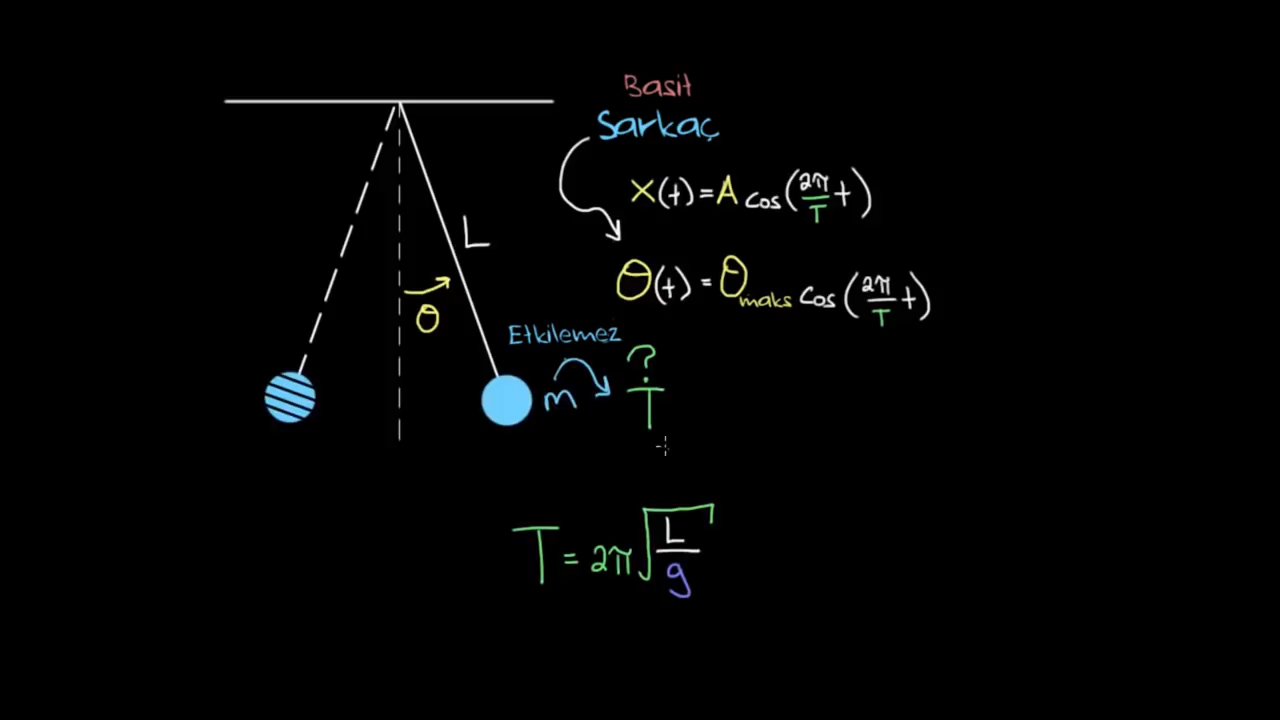 Basit
Sarkaç
x(t) = A cos(2π/T t)
L
θ(t) = θmaks cos(2π/T t)
θ
Etkilemez
?
m T
T = 2π√(L/g)